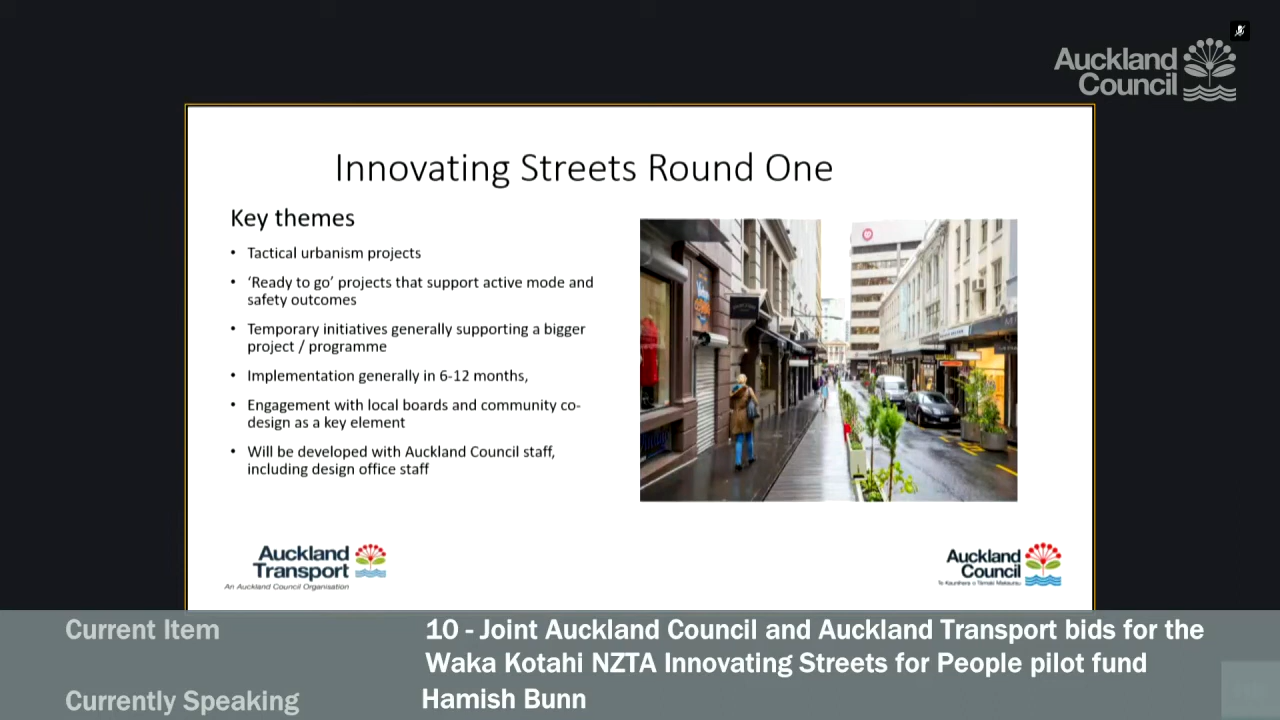 Auckland
Council
Innovating Streets Round One
Key themes
• Tactical urbanism projects
• ‘Ready to go’ projects that support active mode and
safety outcomes
• Temporary initiatives generally supporting a bigger
project / programme
• Implementation generally in 6-12 months,
• Engagement with local boards and community co-
design as a key element
• Will be developed with Auckland Council staff,
including design office staff
Auckland
Transport
An Auckland Council Organisation
Auckland
Council
Te Kaunihera o Tāmaki Makaurau
Current Item
10 - Joint Auckland Council and Auckland Transport bids for the
Waka Kotahi NZTA Innovating Streets for People pilot fund
Currently Speaking
Hamish Bunn